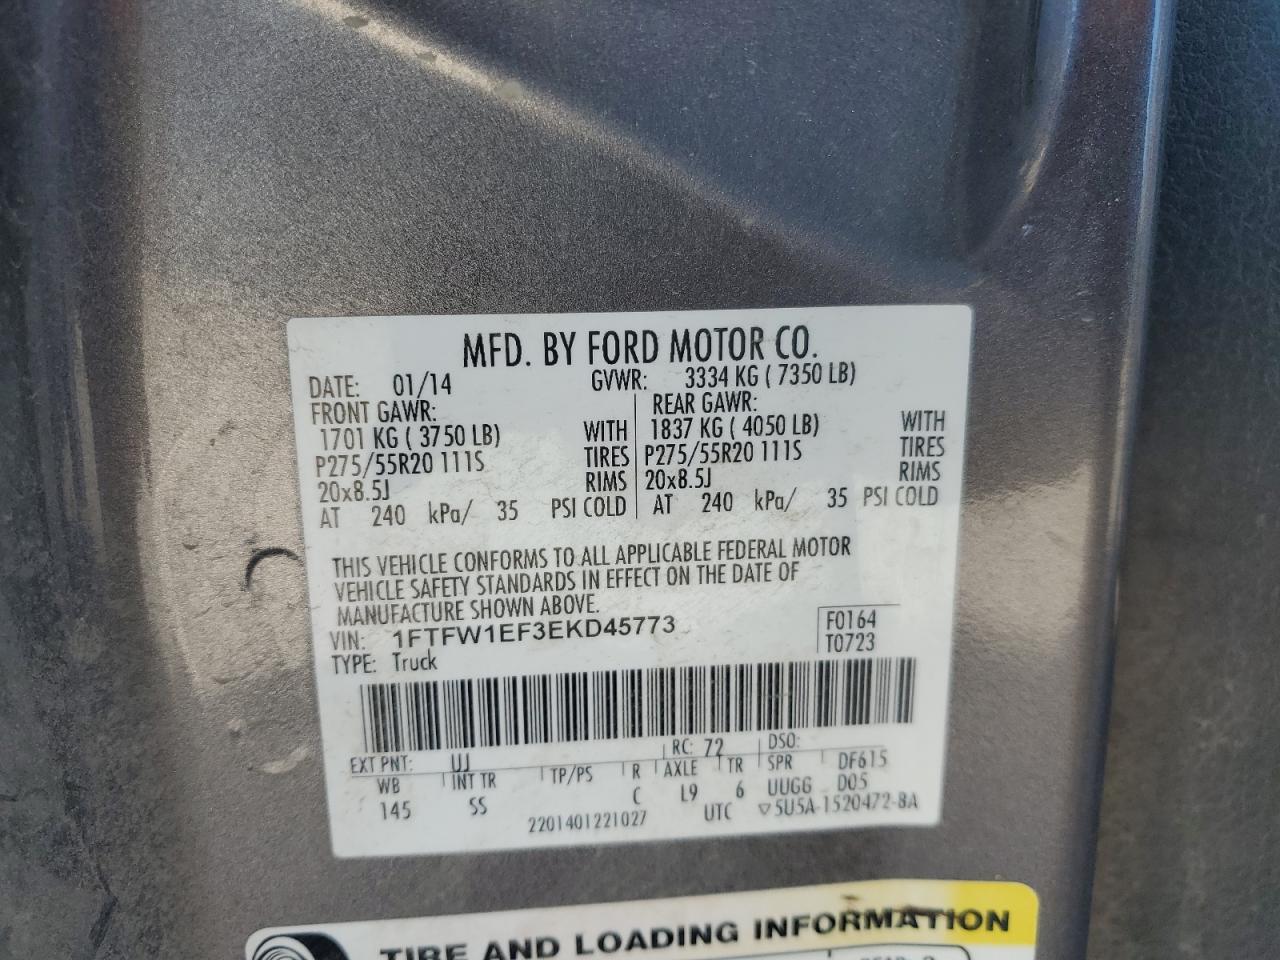 MFD. BY FORD MOTOR CO.
DATE: 01/14 GVWR: 3334 KG ( 7350 LB)
FRONT GAWR: REAR GAWR:
1701 KG ( 3750 LB) WITH 1837 KG ( 4050 LB) WITH
P275/55R20 111S TIRES P275/55R20 111S TIRES
20x8.5J RIMS 20x8.5J RIMS
AT 240 kPa/ 35 PSI COLD AT 240 kPa/ 35 PSI COLD
THIS VEHICLE CONFORMS TO ALL APPLICABLE FEDERAL MOTOR
VEHICLE SAFETY STANDARDS IN EFFECT ON THE DATE OF
MANUFACTURE SHOWN ABOVE.
VIN: 1FTFW1EF3EKD45773 F0164
TYPE: Truck T0723
EXT PNT: UJ RC: 72 DSO:
WB INT TR TP/PS R AXLE TR SPR DF615
145 SS C L9 6 UUGG D05
2201401221027 UTC ▽5U5A-1520472-BA
TIRE AND LOADING INFORMATION